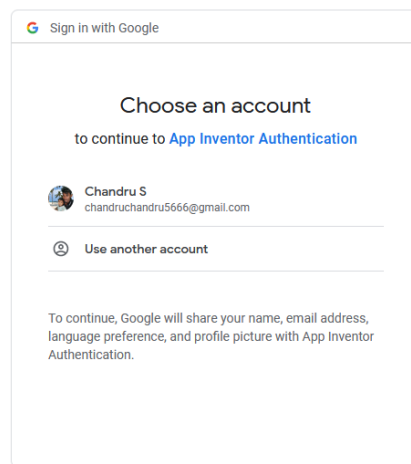 Sign in with Google
Choose an account
to continue to App Inventor Authentication
Chandru S
chandruchandru5666@gmail.com
Use another account
To continue, Google will share your name, email address,
language preference, and profile picture with App Inventor
Authentication.